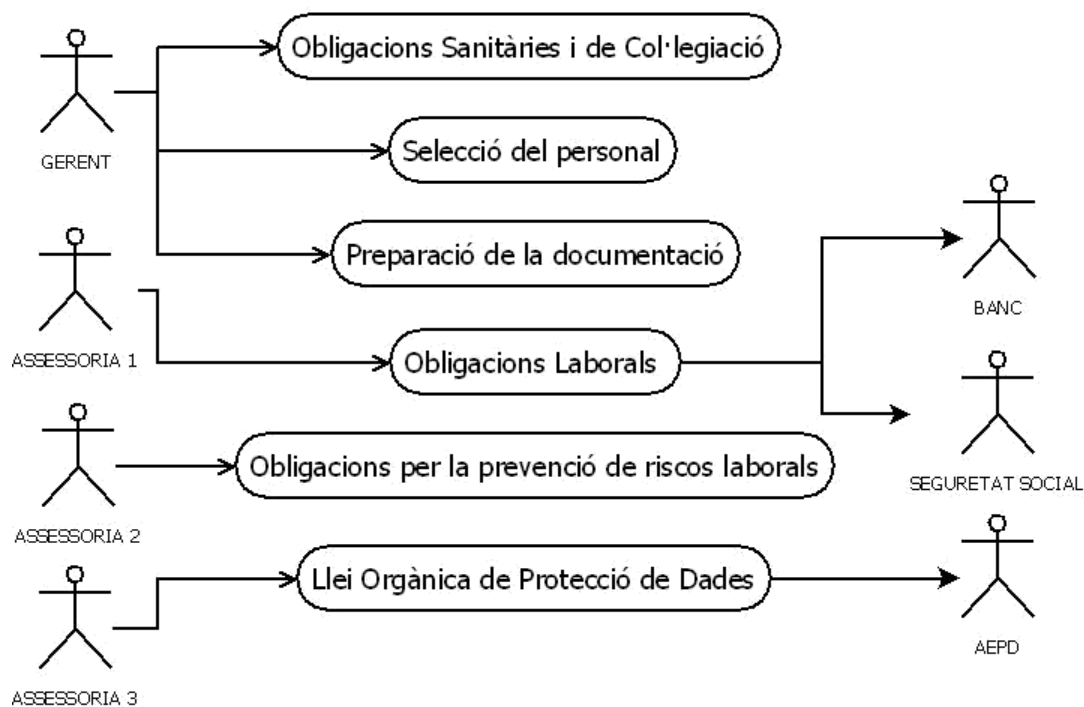 Obligacions Sanitàries i de Col·legiació
GERENT
Selecció del personal
Preparació de la documentació
BANC
ASSESSORIA 1
Obligacions Laborals
Obligacions per la prevenció de riscos laborals
SEGURETAT SOCIAL
ASSESSORIA 2
Llei Orgànica de Protecció de Dades
AEPD
ASSESSORIA 3